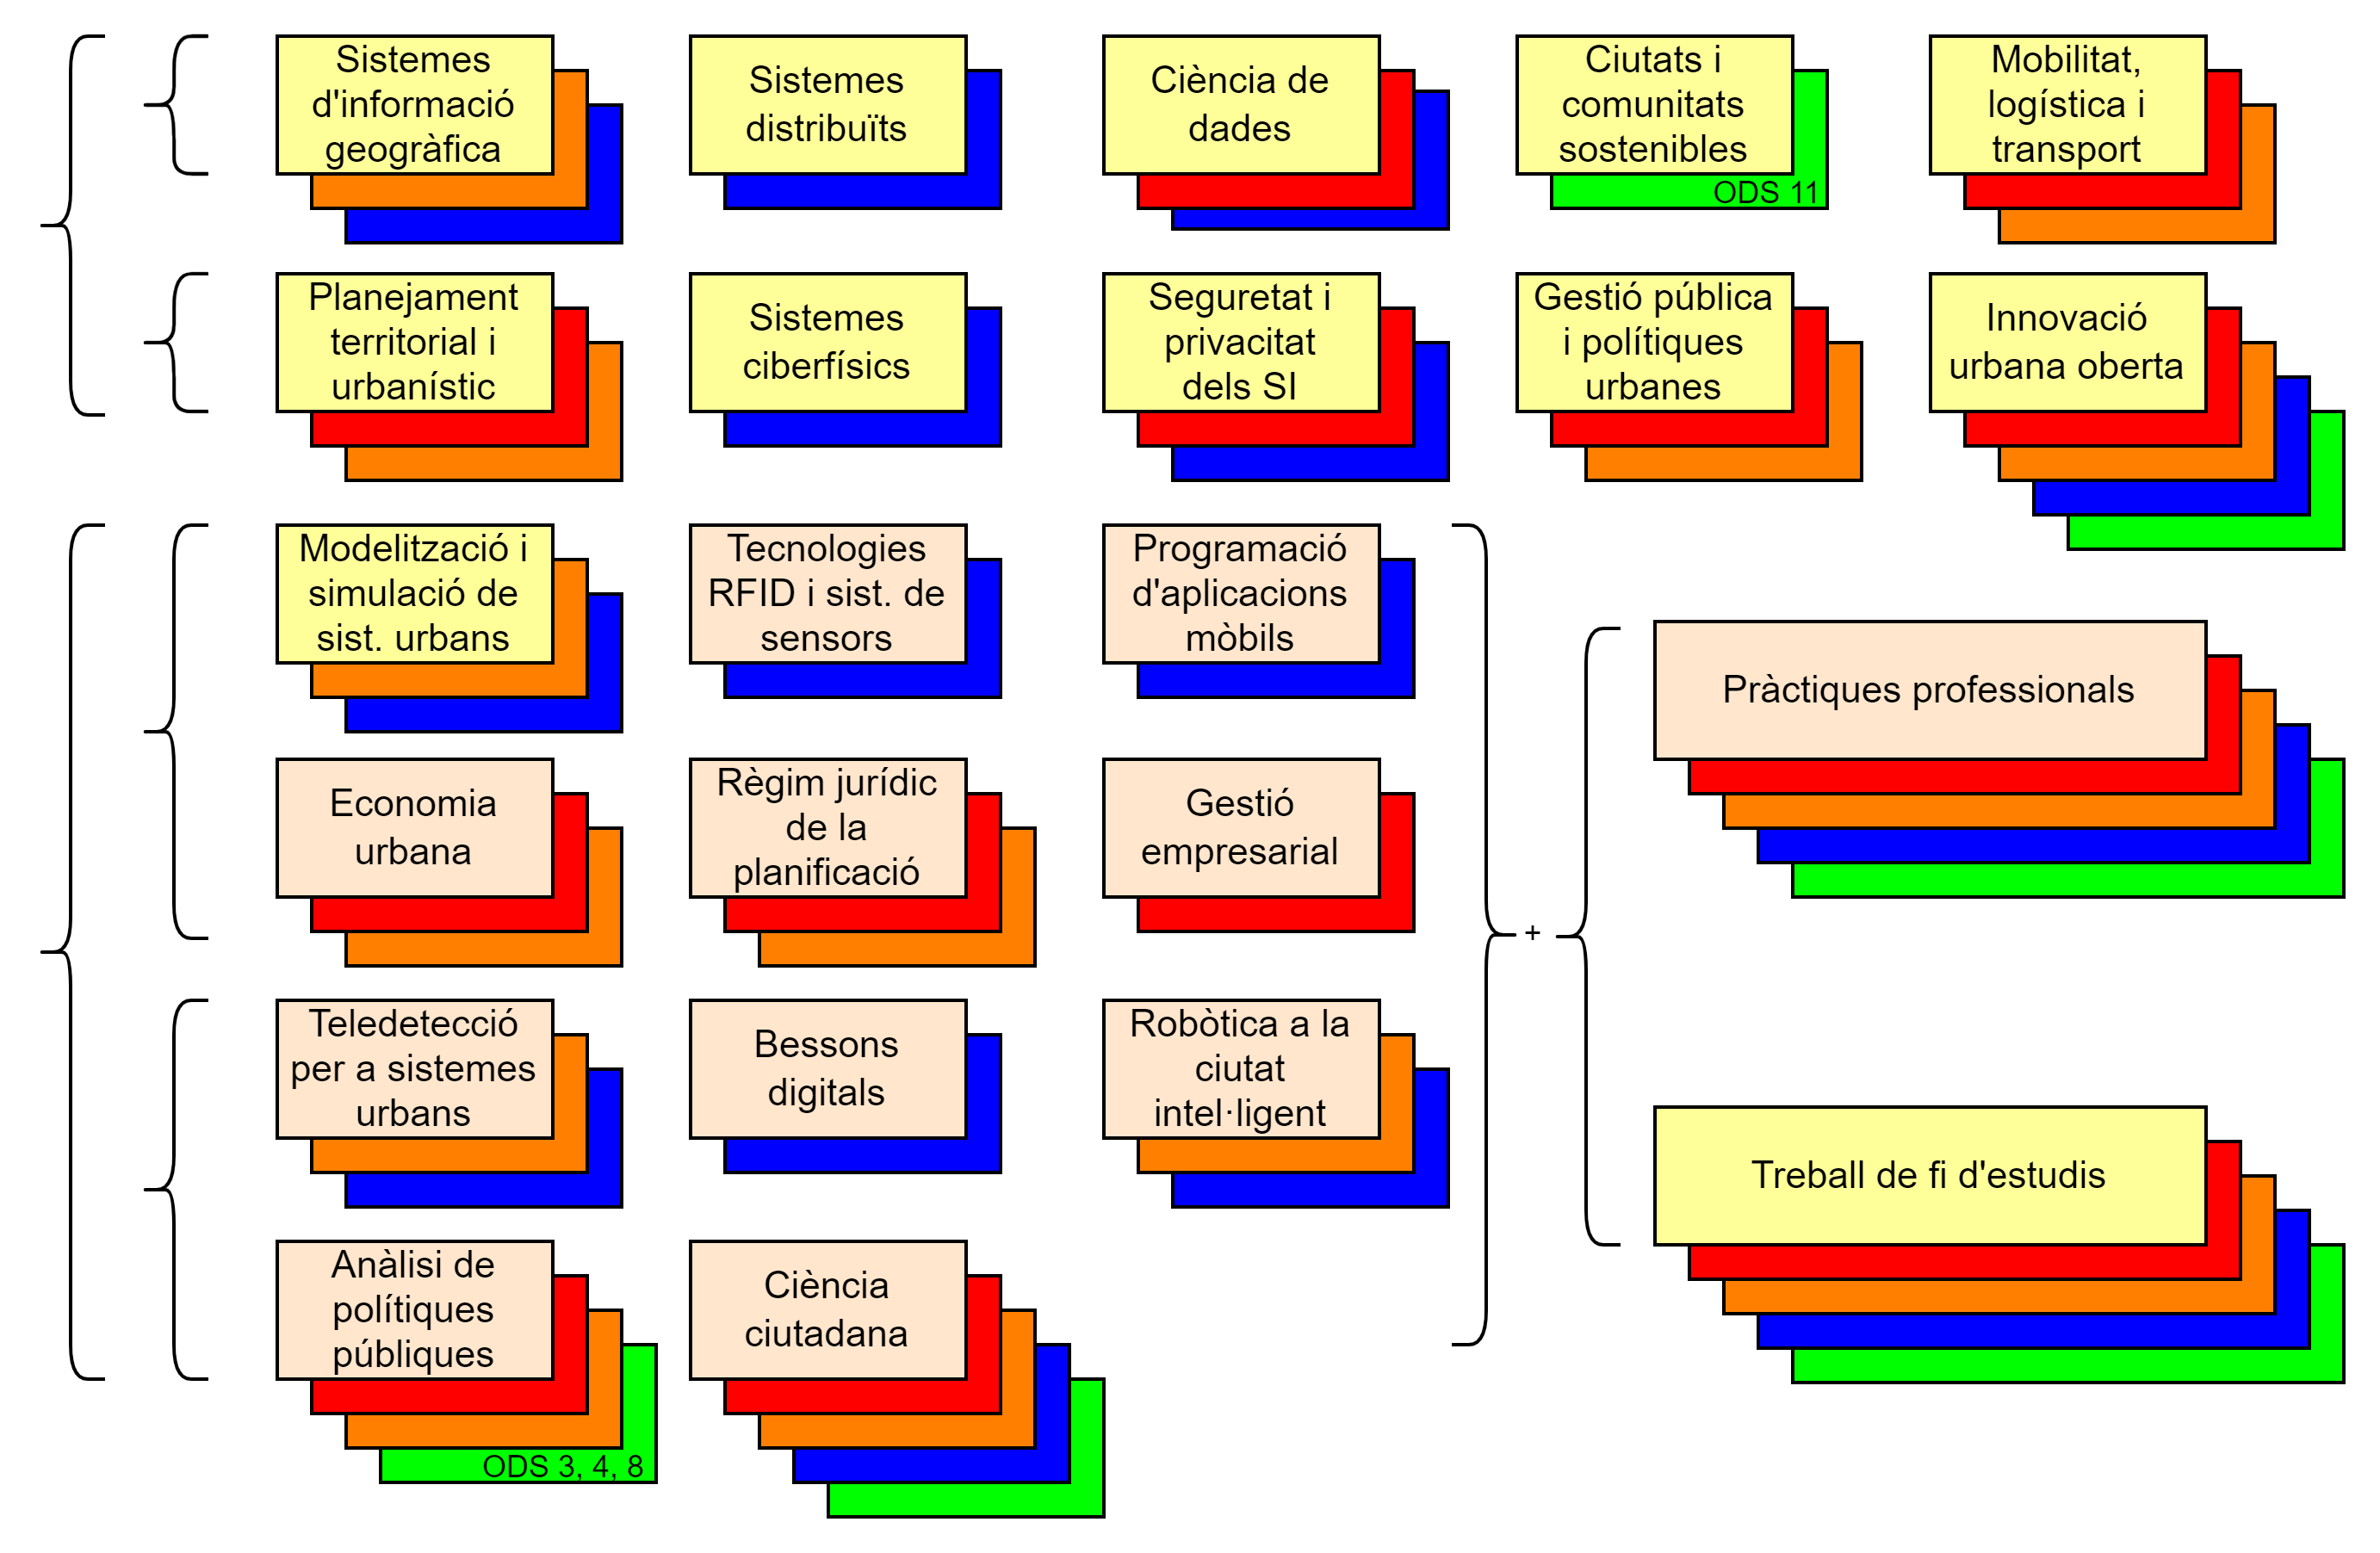 Sistemes
d'informació
geogràfica
Sistemes
distribuïts
Ciència de
dades
Ciutats i
comunitats
sostenibles
ODS 11
Mobilitat,
logística i
transport
Planejament
territorial i
urbanístic
Sistemes
ciberfísics
Seguretat i
privacitat
dels SI
Gestió pública
i polítiques
urbanes
Innovació
urbana oberta
Modelització i
simulació de
sist. urbans
Tecnologies
RFID i sist. de
sensors
Programació
d'aplicacions
mòbils
Economia
urbana
Règim jurídic
de la
planificació
Gestió
empresarial
Teledetecció
per a sistemes
urbans
Bessons
digitals
Robòtica a la
ciutat
intel·ligent
Anàlisi de
polítiques
públiques
ODS 3, 4, 8
Ciència
ciutadana
+
Pràctiques professionals
Treball de fi d'estudis